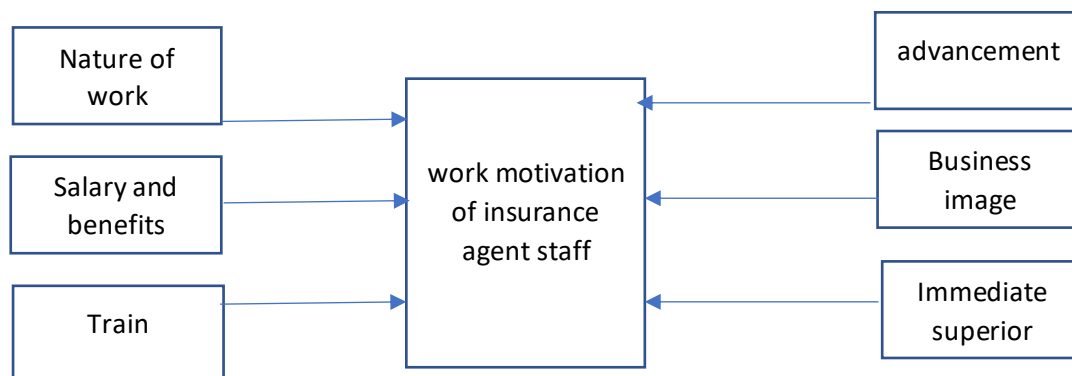 Nature of
work
Salary and
benefits
Train
work motivation
of insurance
agent staff
advancement
Business
image
Immediate
superior